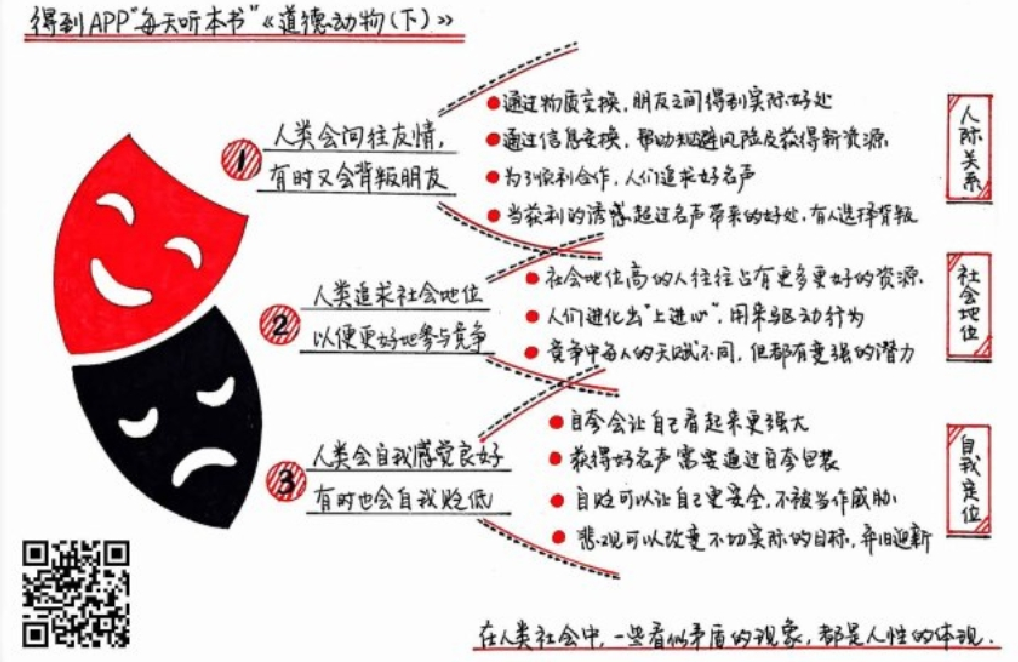 得到APP“每天听本书”《道德动物(下)》
1
人类会向往友情,
有时又会背叛朋友
通过物质交换,朋友之间得到实际好处
通过信息交换,帮助规避风险及获得新资源.
为了顺利合作,人们追求好名声
当获利的诱惑超过名声带来的好处,有人选择背叛
人际关系
2
人类追求社会地位
以便更好地参与竞争
社会地位高的人往往占有更多更好的资源.
人们进化出“上进心”,用来驱动行为
竞争中每人的天赋不同,但都有变强的潜力
社会地位
3
人类会自我感觉良好
有时也会自我贬低
自夸会让自己看起来更强大
获得好名声需要通过自夸包装
自贬可以让自己更安全,不被当作威胁.
悲观可以改变不切实际的目标,弃旧迎新
自我定位
在人类社会中,一些看似矛盾的现象,都是人性的体现.